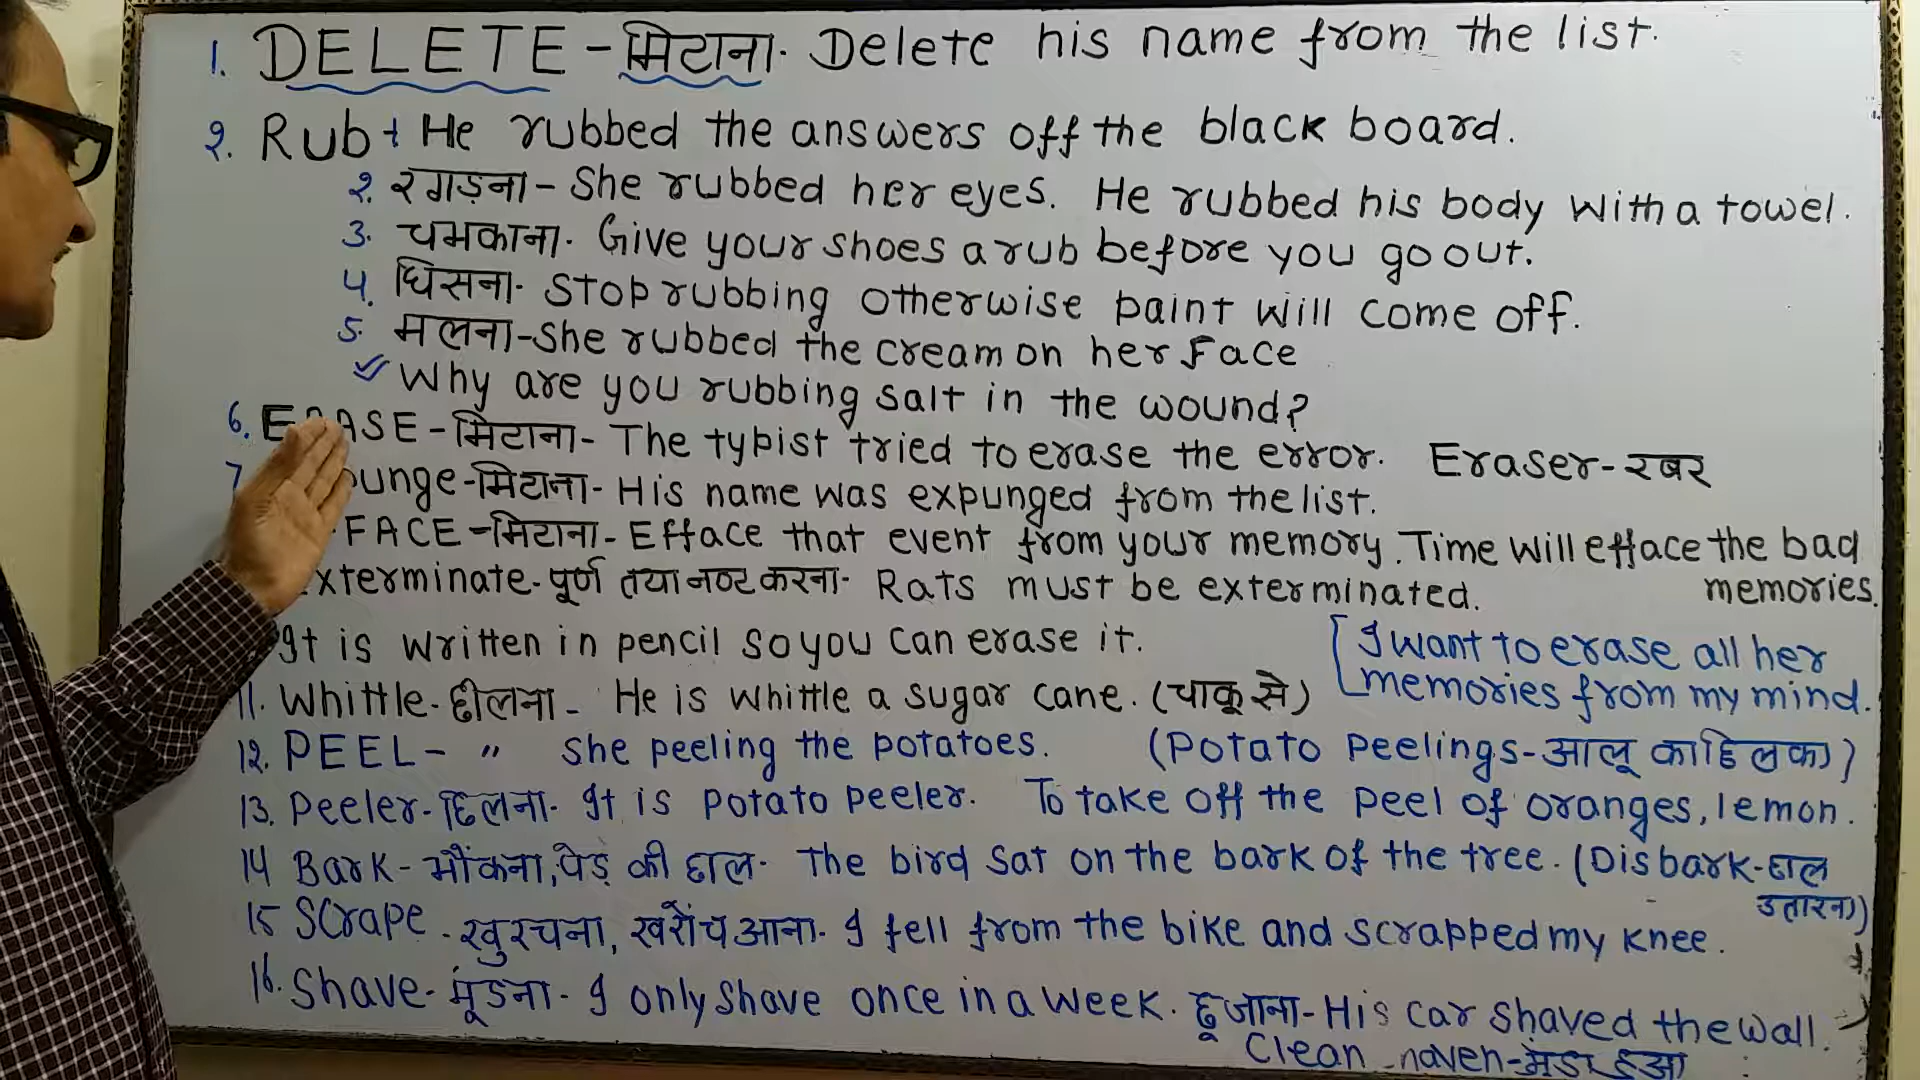 1. DELETE - मिटाना. Delete his name from the list.
2. Rub + He rubbed the answers off the black board.
2. रगड़ना - She rubbed her eyes. He rubbed his body with a towel.
3. चमकाना. Give your shoes a rub before you go out.
4. घिसना. Stop rubbing otherwise paint will come off.
5. मलना - She rubbed the cream on her Face
✓ Why are you rubbing salt in the wound?
6. ERASE - मिटाना - The typist tried to erase the error. Eraser - रबर
7. punge - मिटाना - His name was expunged from the list.
FACE - मिटाना - Efface that event from your memory. Time will efface the bad memories.
xterminate - पूर्ण तया नष्ट करना - Rats must be exterminated.
It is written in pencil so you can erase it. [I want to erase all her memories from my mind.
11. Whittle - छीलना - He is whittle a sugar cane. (चाकू से)
12. PEEL - " She peeling the potatoes. (Potato Peelings - आलू का छिलका)
13. Peeler - छिलना. It is potato peeler. To take off the peel of oranges, lemon.
14 Bark - भौंकना, पेड़ की छाल. The bird sat on the bark of the tree. (Disbark - छाल उतारना)
15 Scrape - खुरचना, खरोंच आना. I fell from the bike and scrapped my knee.
16. Shave - मूंडना - I only shave once in a week. छू जाना - His car shaved the wall.
Clean